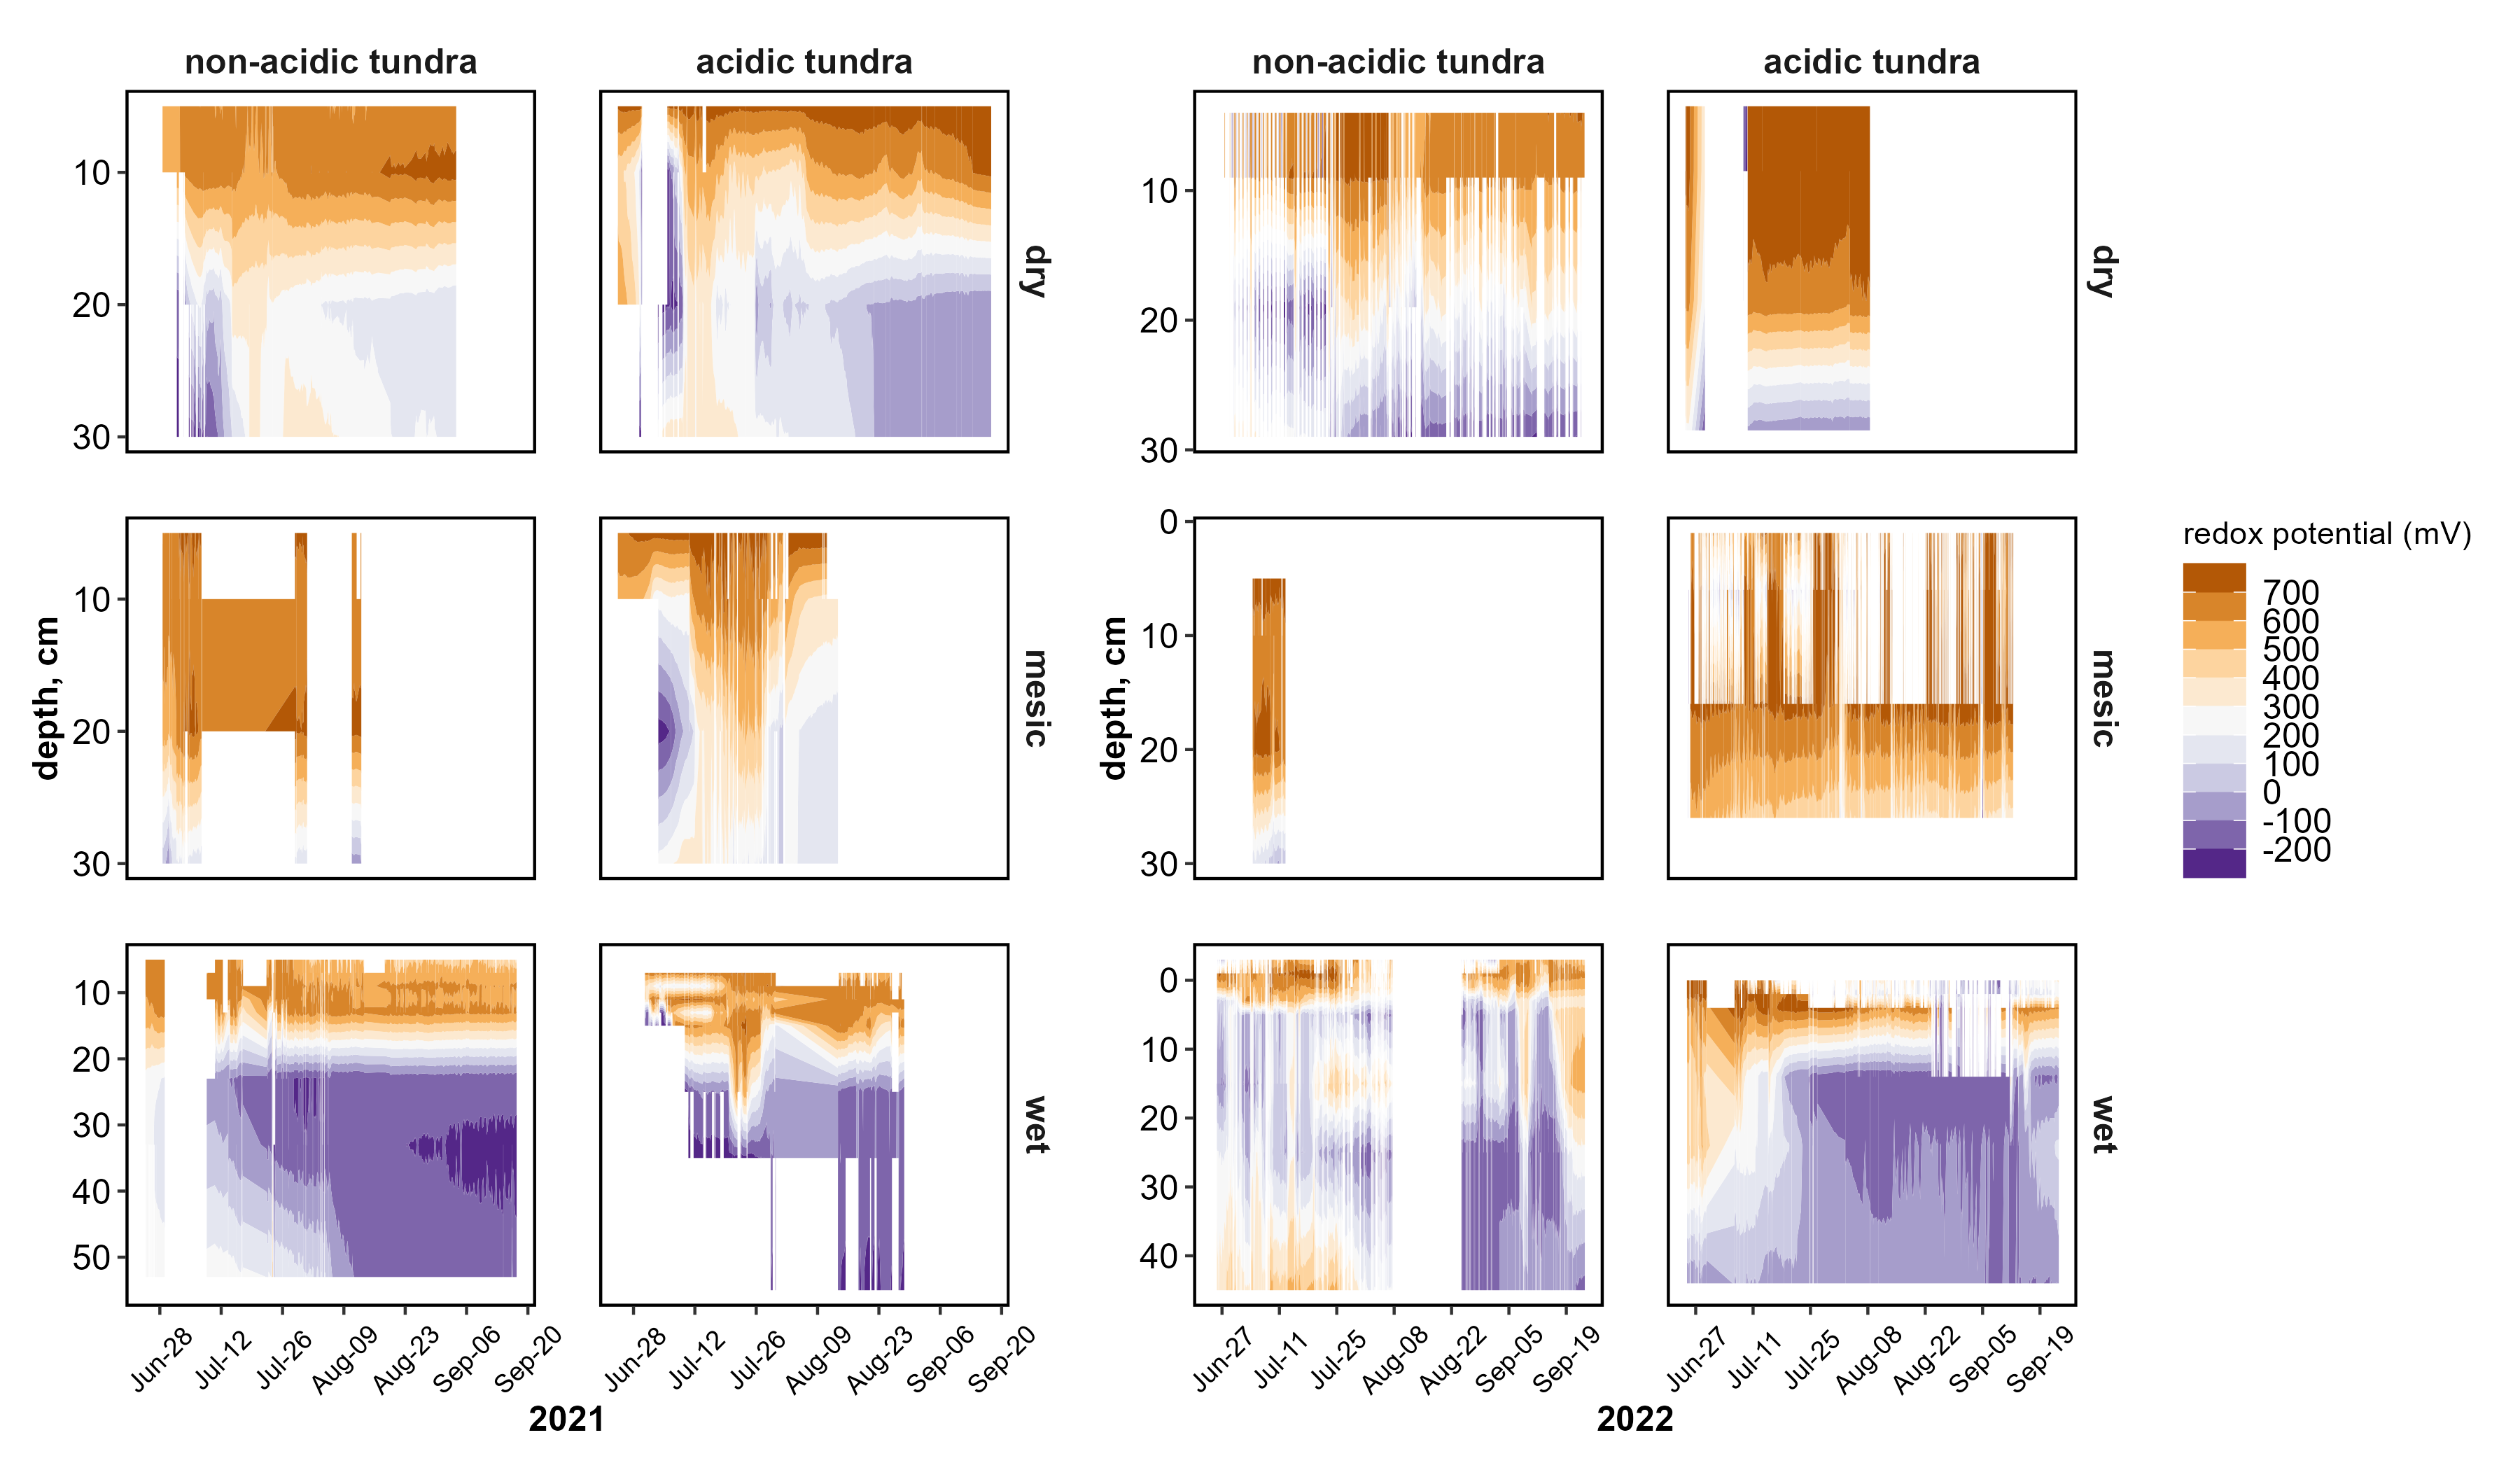 non-acidic tundra
acidic tundra
non-acidic tundra
acidic tundra
10
20
30
dry
10
20
30
dry
depth, cm
10
20
30
mesic
depth, cm
0
10
20
30
mesic
redox potential (mV)
700
600
500
400
300
200
100
0
-100
-200
10
20
30
40
50
wet
0
10
20
30
40
wet
Jun-28
Jul-12
Jul-26
Aug-09
Aug-23
Sep-06
Sep-20
Jun-28
Jul-12
Jul-26
Aug-09
Aug-23
Sep-06
Sep-20
Jun-27
Jul-11
Jul-25
Aug-08
Aug-22
Sep-05
Sep-19
Jun-27
Jul-11
Jul-25
Aug-08
Aug-22
Sep-05
Sep-19
2021
2022